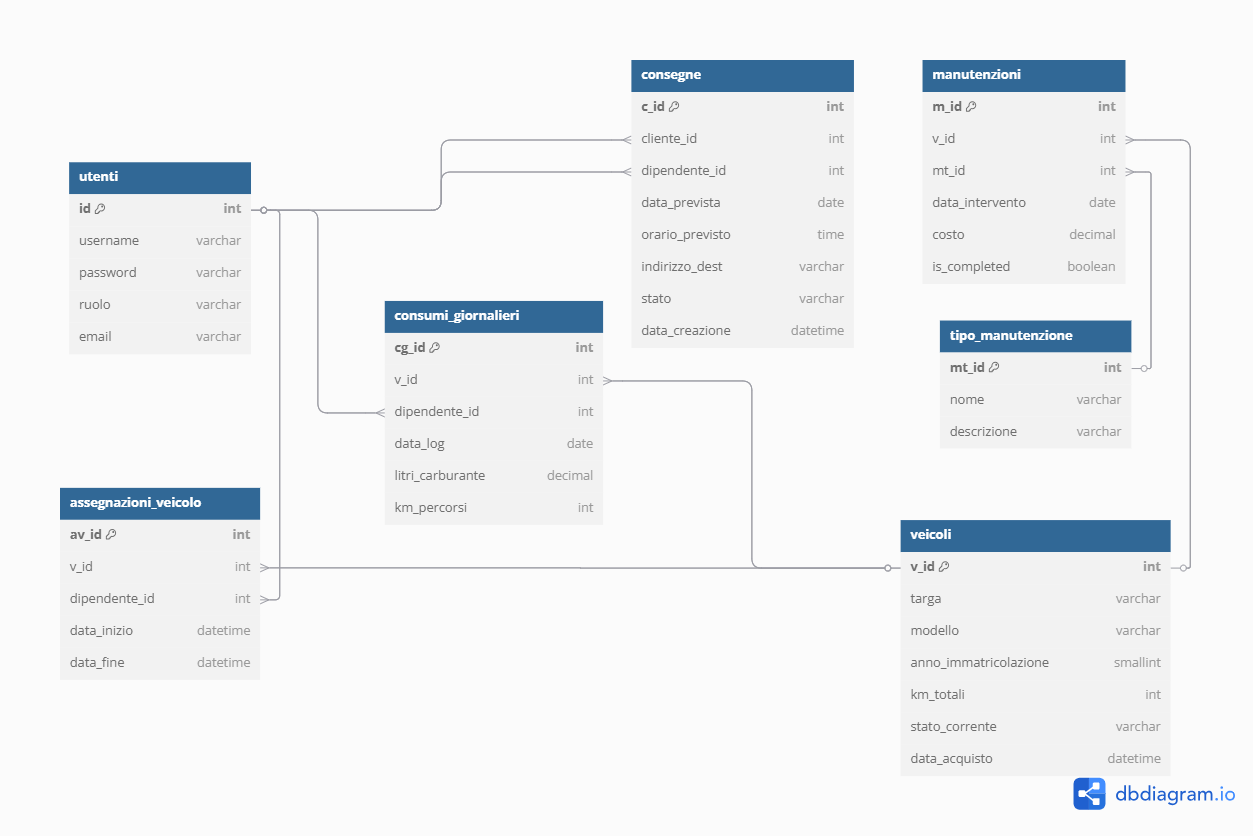 utenti
id int
username varchar
password varchar
ruolo varchar
email varchar
consegne
c_id int
cliente_id int
dipendente_id int
data_prevista date
orario_previsto time
indirizzo_dest varchar
stato varchar
data_creazione datetime
manutenzioni
m_id int
v_id int
mt_id int
data_intervento date
costo decimal
is_completed boolean
consumi_giornalieri
cg_id int
v_id int
dipendente_id int
data_log date
litri_carburante decimal
km_percorsi int
tipo_manutenzione
mt_id int
nome varchar
descrizione varchar
assegnazioni_veicolo
av_id int
v_id int
dipendente_id int
data_inizio datetime
data_fine datetime
veicoli
v_id int
targa varchar
modello varchar
anno_immatricolazione smallint
km_totali int
stato_corrente varchar
data_acquisto datetime
dbdiagram.io